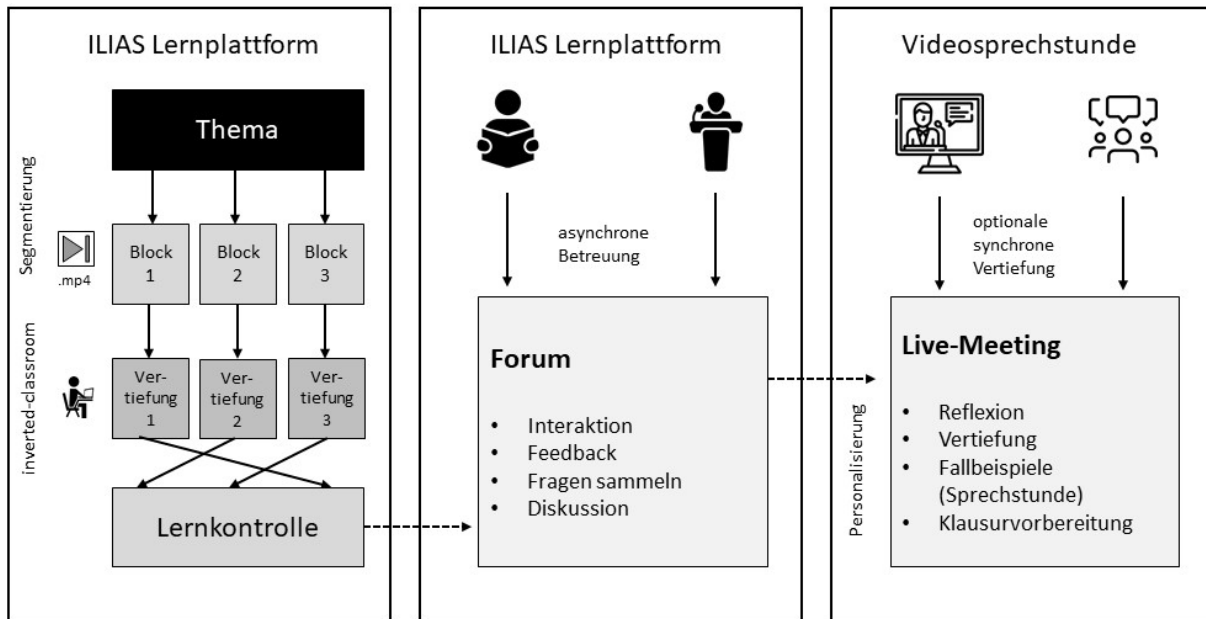 ILIAS Lernplattform
Thema
Segmentierung
.mp4
Block
1
Block
2
Block
3
inverted-classroom
Ver-
tiefung
1
Ver-
tiefung
2
Ver-
tiefung
3
Lernkontrolle
ILIAS Lernplattform
asynchrone
Betreuung
Forum
• Interaktion
• Feedback
• Fragen sammeln
• Diskussion
Videosprechstunde
optionale
synchrone
Vertiefung
Personalisierung
Live-Meeting
• Reflexion
• Vertiefung
• Fallbeispiele
(Sprechstunde)
• Klausurvorbereitung